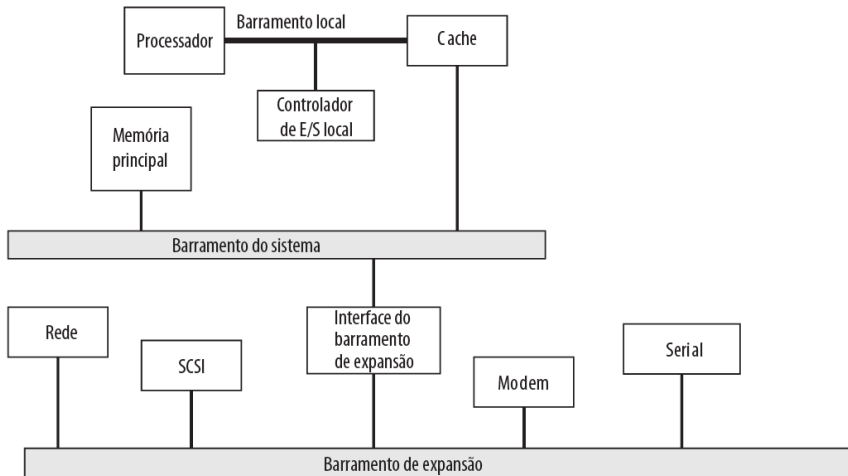 Barramento local
Processador
Cache
Controlador
de E/S local
Memória
principal
Barramento do sistema
Interface do
barramento
de expansão
Rede
SCSI
Serial
Modem
Barramento de expansão